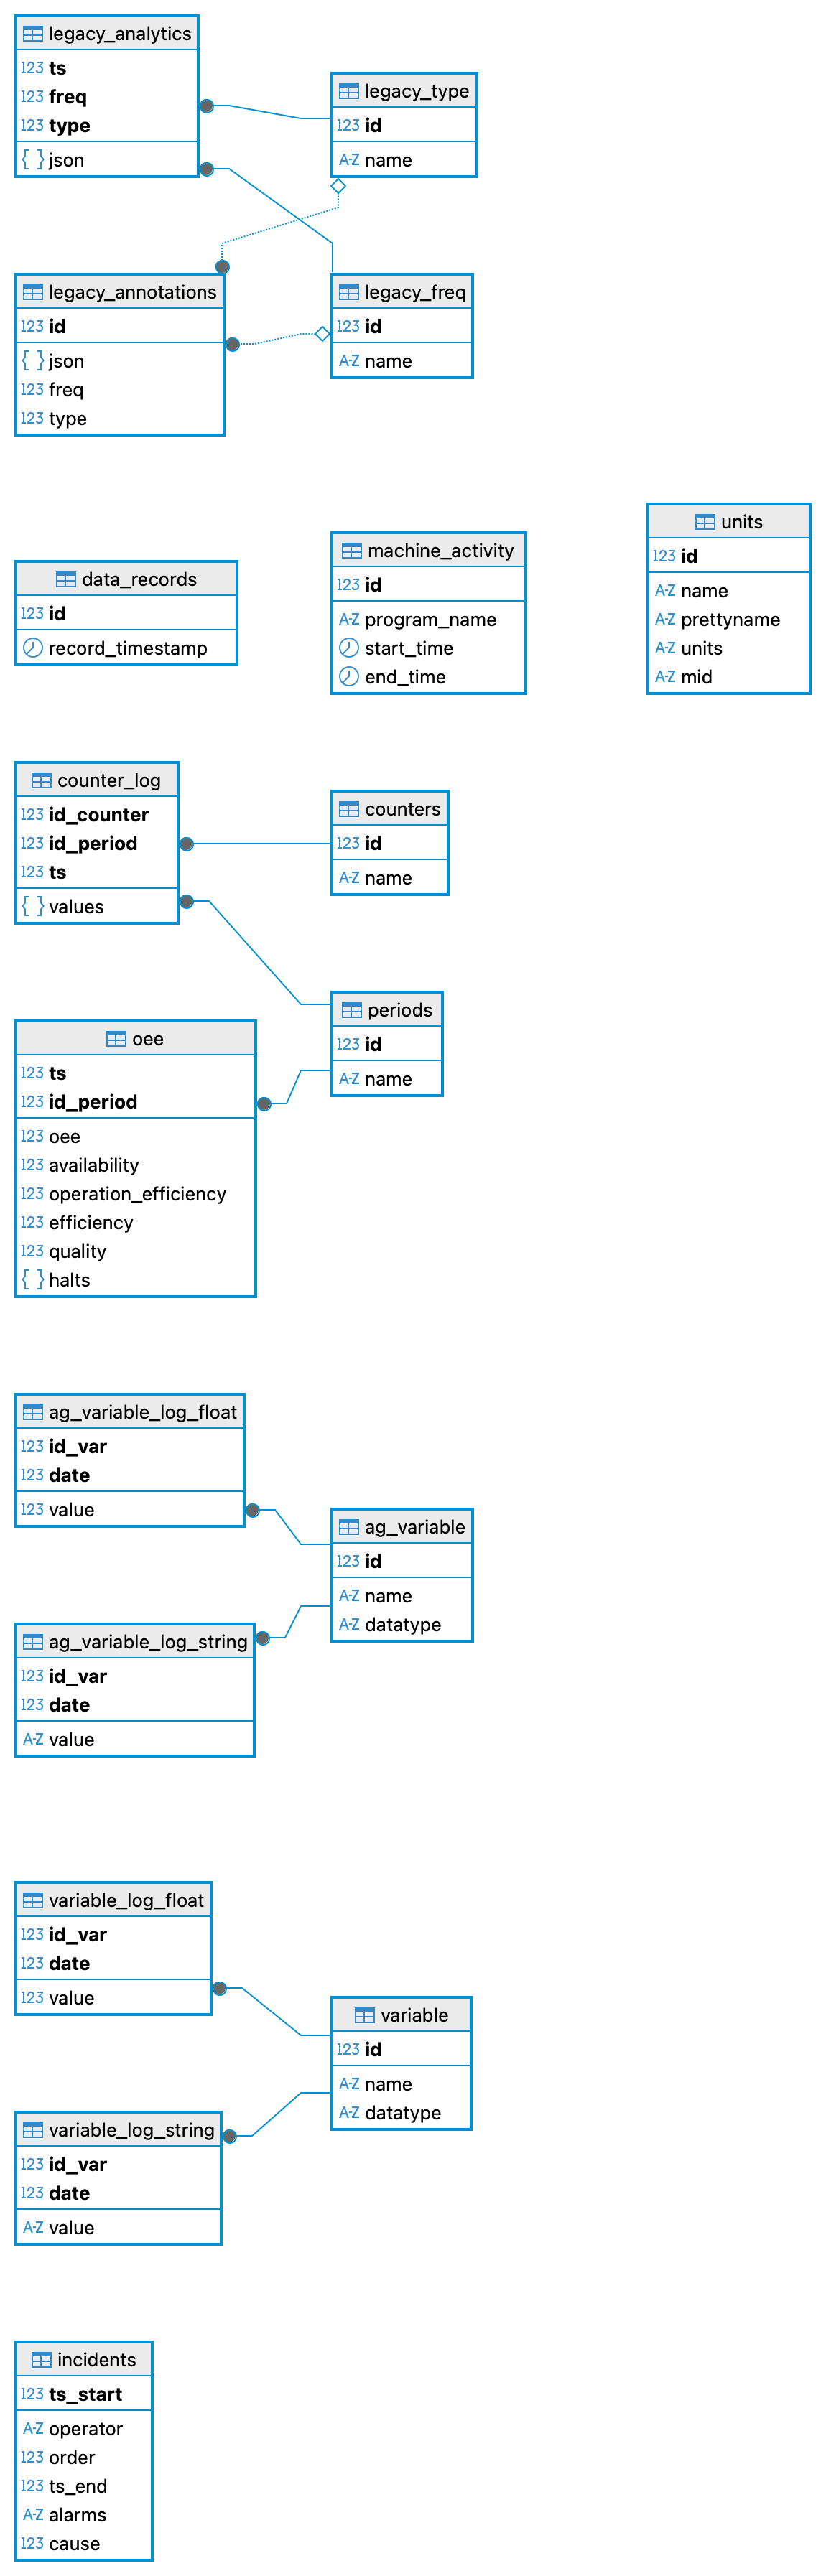 legacy_analytics
123 ts
123 freq
123 type
{ } json
legacy_type
123 id
A-Z name
legacy_annotations
123 id
{ } json
123 freq
123 type
legacy_freq
123 id
A-Z name
data_records
123 id
record_timestamp
machine_activity
123 id
A-Z program_name
start_time
end_time
units
123 id
A-Z name
A-Z prettyname
A-Z units
A-Z mid
counter_log
123 id_counter
123 id_period
123 ts
{ } values
counters
123 id
A-Z name
periods
123 id
A-Z name
oee
123 ts
123 id_period
123 oee
123 availability
123 operation_efficiency
123 efficiency
123 quality
{ } halts
ag_variable_log_float
123 id_var
123 date
123 value
ag_variable
123 id
A-Z name
A-Z datatype
ag_variable_log_string
123 id_var
123 date
A-Z value
variable_log_float
123 id_var
123 date
123 value
variable
123 id
A-Z name
A-Z datatype
variable_log_string
123 id_var
123 date
A-Z value
incidents
123 ts_start
A-Z operator
123 order
123 ts_end
A-Z alarms
123 cause